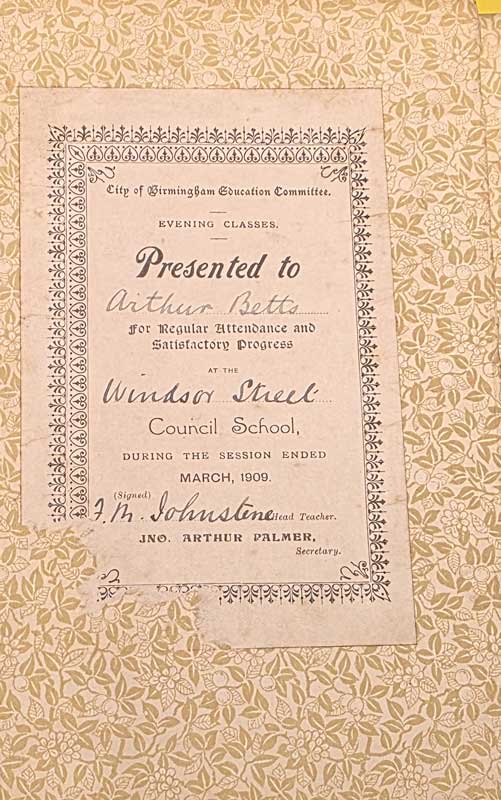 City of Birmingham Education Committee.
EVENING CLASSES.
Presented to
Arthur Betts
For Regular Attendance and
Satisfactory Progress
AT THE
Windsor Street
Council School,
DURING THE SESSION ENDED
MARCH, 1909.
(Signed)
F. M. Johnstone Head Teacher.
JNO. ARTHUR PALMER,
Secretary.